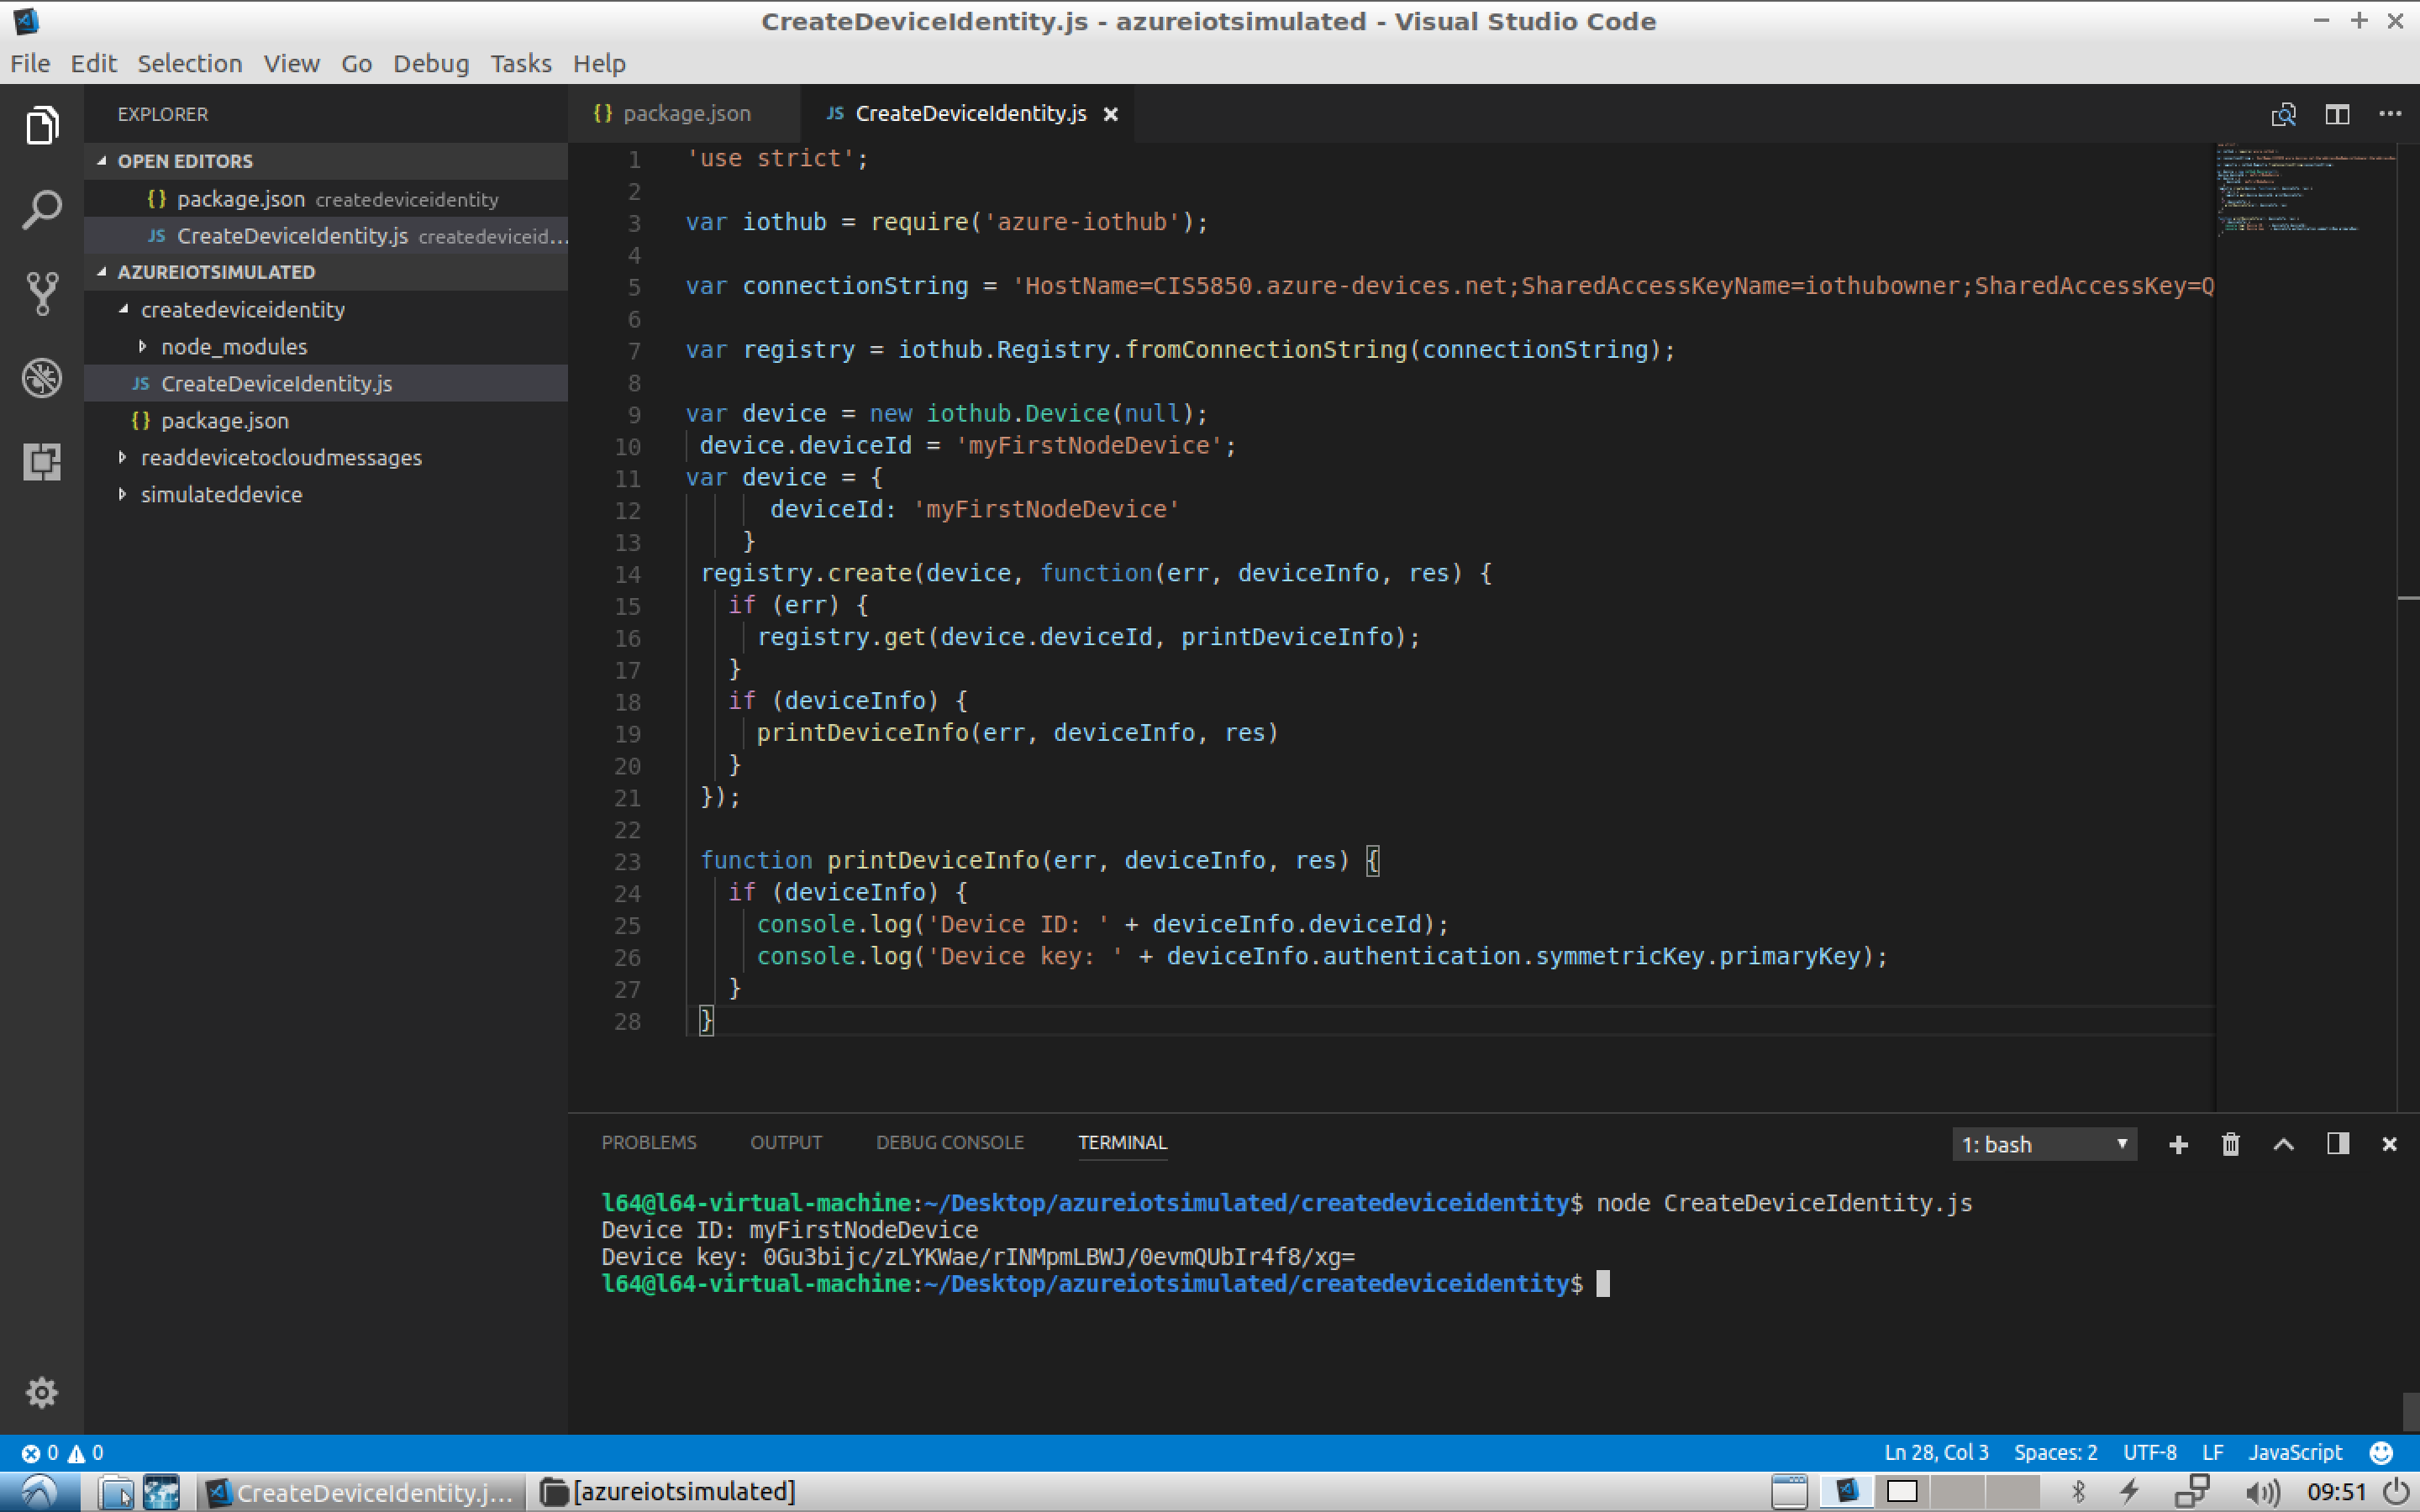 CreateDeviceIdentity.js - azureiotsimulated - Visual Studio Code
File Edit Selection View Go Debug Tasks Help
EXPLORER
OPEN EDITORS
{} package.json createdeviceidentity
JS CreateDeviceIdentity.js createdeviceid...
AZUREIOTSIMULATED
createdeviceidentity
node_modules
JS CreateDeviceIdentity.js
{} package.json
readdevicetocloudmessages
simulateddevice
{} package.json JS CreateDeviceIdentity.js
1 'use strict';
2
3 var iothub = require('azure-iothub');
4
5 var connectionString = 'HostName=CIS5850.azure-devices.net;SharedAccessKeyName=iothubowner;SharedAccessKey=Q
6
7 var registry = iothub.Registry.fromConnectionString(connectionString);
8
9 var device = new iothub.Device(null);
10 device.deviceId = 'myFirstNodeDevice';
11 var device = {
12 deviceId: 'myFirstNodeDevice'
13 }
14 registry.create(device, function(err, deviceInfo, res) {
15 if (err) {
16 registry.get(device.deviceId, printDeviceInfo);
17 }
18 if (deviceInfo) {
19 printDeviceInfo(err, deviceInfo, res)
20 }
21 });
22
23 function printDeviceInfo(err, deviceInfo, res) {
24 if (deviceInfo) {
25 console.log('Device ID: ' + deviceInfo.deviceId);
26 console.log('Device key: ' + deviceInfo.authentication.symmetricKey.primaryKey);
27 }
28 }
PROBLEMS OUTPUT DEBUG CONSOLE TERMINAL 1: bash
l64@l64-virtual-machine:~/Desktop/azureiotsimulated/createdeviceidentity$ node CreateDeviceIdentity.js
Device ID: myFirstNodeDevice
Device key: 0Gu3bijc/zLYKWae/rINMpmLBWJ/0evmQUbIr4f8/xg=
l64@l64-virtual-machine:~/Desktop/azureiotsimulated/createdeviceidentity$
0 0 Ln 28, Col 3 Spaces: 2 UTF-8 LF JavaScript
CreateDeviceIdentity.j... [azureiotsimulated] 09:51